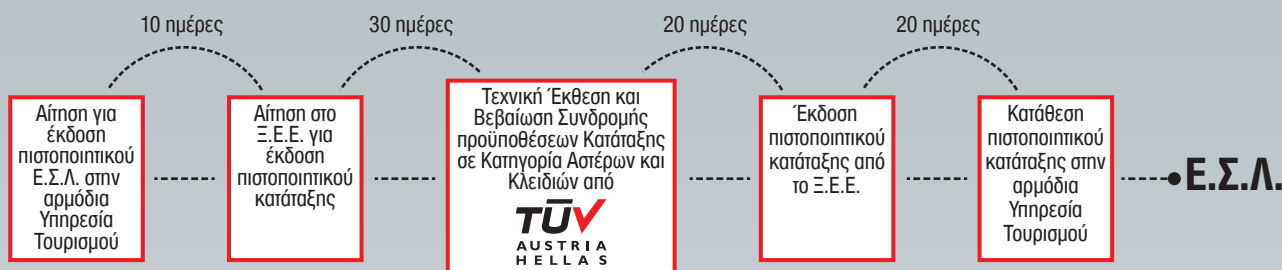 10 ημέρες
30 ημέρες
20 ημέρες
20 ημέρες
Αίτηση για
έκδοση
πιστοποιητικού
Ε.Σ.Λ. στην
αρμόδια
Υπηρεσία
Τουρισμού
Αίτηση στο
Ξ.Ε.Ε. για
έκδοση
πιστοποιητικού
κατάταξης
Τεχνική Έκθεση και
Βεβαίωση Συνδρομής
προϋποθέσεων Κατάταξης
σε Κατηγορία Αστέρων και
Κλειδιών από
TÜV
AUSTRIA
HELLAS
Έκδοση
πιστοποιητικού
κατάταξης από
το Ξ.Ε.Ε.
Κατάθεση
πιστοποιητικού
κατάταξης στην
αρμόδια
Υπηρεσία
Τουρισμού
Ε.Σ.Λ.